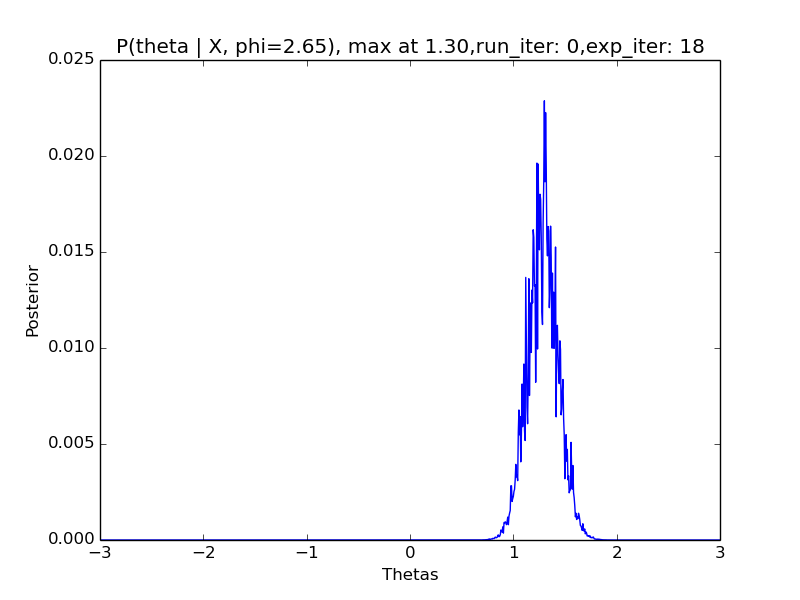 P(theta | X, phi=2.65), max at 1.30,run_iter: 0,exp_iter: 18
0.025
0.020
0.015
0.010
0.005
0.000
Posterior
−3 −2 −1 0 1 2 3
Thetas